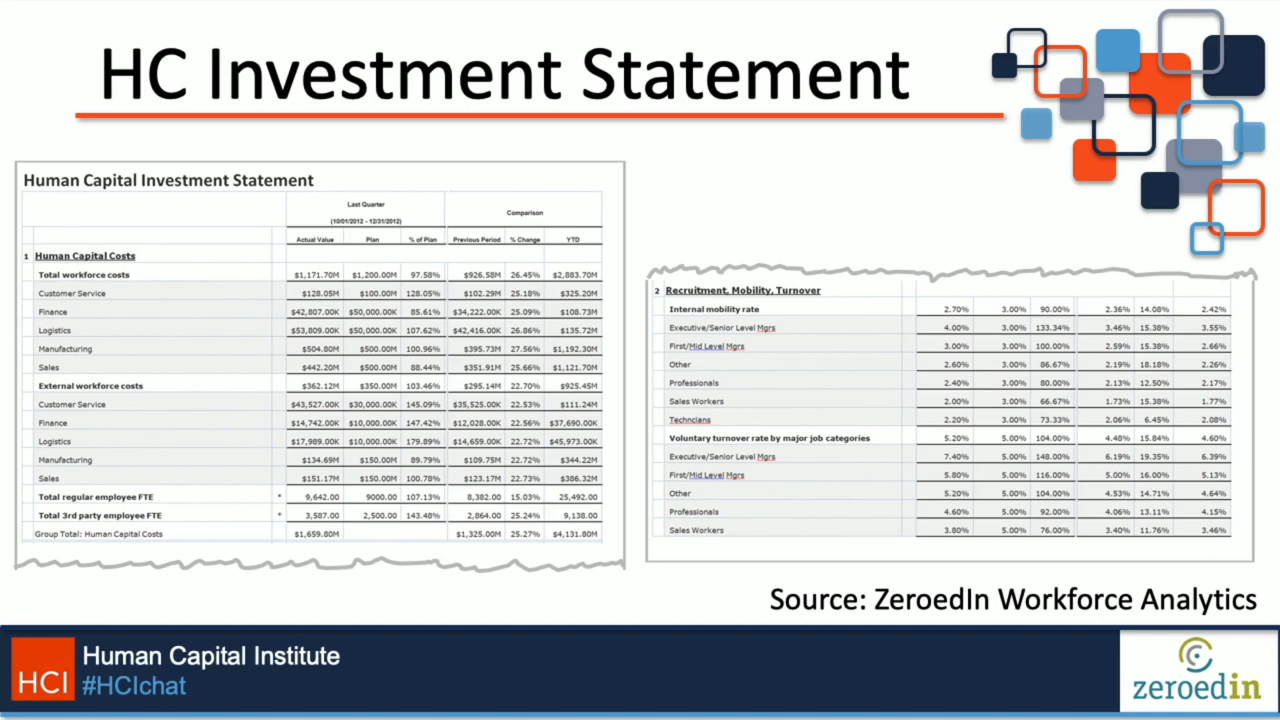 HC Investment Statement
Human Capital Investment Statement
Last Quarter
(10/01/2012 - 12/31/2012)
Comparison
Actual Value Plan % of Plan Previous Period % Change YTD
1 Human Capital Costs
Total workforce costs $1,171.70M $1,200.00M 97.58% $926.58M 26.45% $2,883.70M
Customer Service $128.05M $100.00M 128.05% $102.29M 25.18% $325.20M
Finance $42,807.00K $50,000.00K 85.61% $34,222.00K 25.09% $108.73M
Logistics $53,809.00K $50,000.00K 107.62% $42,416.00K 26.86% $135.72M
Manufacturing $504.80M $500.00M 100.96% $395.73M 27.56% $1,192.30M
Sales $442.20M $500.00M 88.44% $351.91M 25.66% $1,121.70M
External workforce costs $362.12M $350.00M 103.46% $295.14M 22.70% $925.45M
Customer Service $43,527.00K $30,000.00K 145.09% $35,525.00K 22.53% $111.24M
Finance $14,742.00K $10,000.00K 147.42% $12,028.00K 22.56% $37,690.00K
Logistics $17,989.00K $10,000.00K 179.89% $14,659.00K 22.72% $45,973.00K
Manufacturing $134.69M $150.00M 89.79% $109.75M 22.72% $344.22M
Sales $151.17M $150.00M 100.78% $123.17M 22.73% $386.32M
Total regular employee FTE * 9,642.00 9000.00 107.13% 8,382.00 15.03% 25,492.00
Total 3rd party employee FTE * 3,587.00 2,500.00 143.48% 2,864.00 25.24% 9,138.00
Group Total: Human Capital Costs $1,659.80M $1,325.00M 25.27% $4,131.80M
2 Recruitment, Mobility, Turnover
Internal mobility rate 2.70% 3.00% 90.00% 2.36% 14.08% 2.42%
Executive/Senior Level Mgrs 4.00% 3.00% 133.34% 3.46% 15.38% 3.55%
First/Mid Level Mgrs 3.00% 3.00% 100.00% 2.59% 15.38% 2.66%
Other 2.60% 3.00% 86.67% 2.19% 18.18% 2.26%
Professionals 2.40% 3.00% 80.00% 2.13% 12.50% 2.17%
Sales Workers 2.00% 3.00% 66.67% 1.73% 15.38% 1.77%
Techncians 2.20% 3.00% 73.33% 2.06% 6.45% 2.08%
Voluntary turnover rate by major job categories 5.20% 5.00% 104.00% 4.48% 15.84% 4.60%
Executive/Senior Level Mgrs 7.40% 5.00% 148.00% 6.19% 19.35% 6.39%
First/Mid Level Mgrs 5.80% 5.00% 116.00% 5.00% 16.00% 5.13%
Other 5.20% 5.00% 104.00% 4.53% 14.71% 4.64%
Professionals 4.60% 5.00% 92.00% 4.06% 13.11% 4.15%
Sales Workers 3.80% 5.00% 76.00% 3.40% 11.76% 3.46%
Source: ZeroedIn Workforce Analytics
HCI
Human Capital Institute
#HCIchat
zeroedin